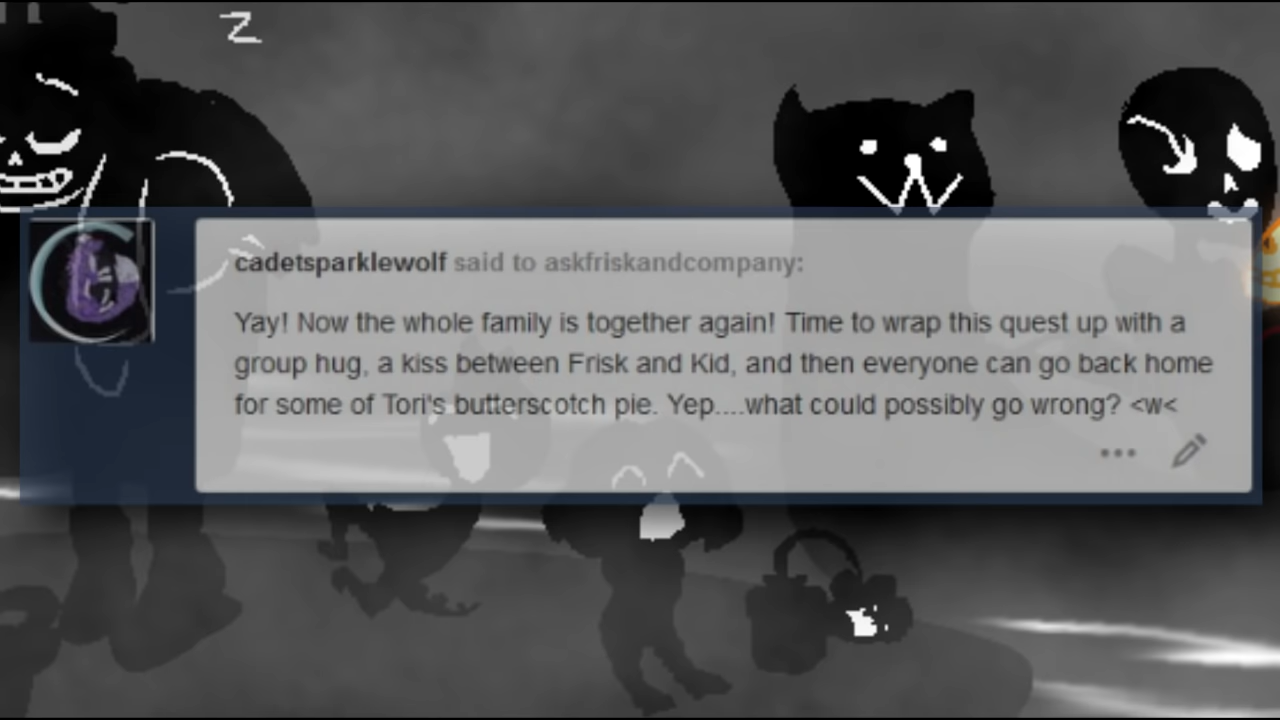 Z
cadetsparklewolf said to askfriskandcompany:
Yay! Now the whole family is together again! Time to wrap this quest up with a
group hug, a kiss between Frisk and Kid, and then everyone can go back home
for some of Tori's butterscotch pie. Yep....what could possibly go wrong? <w<